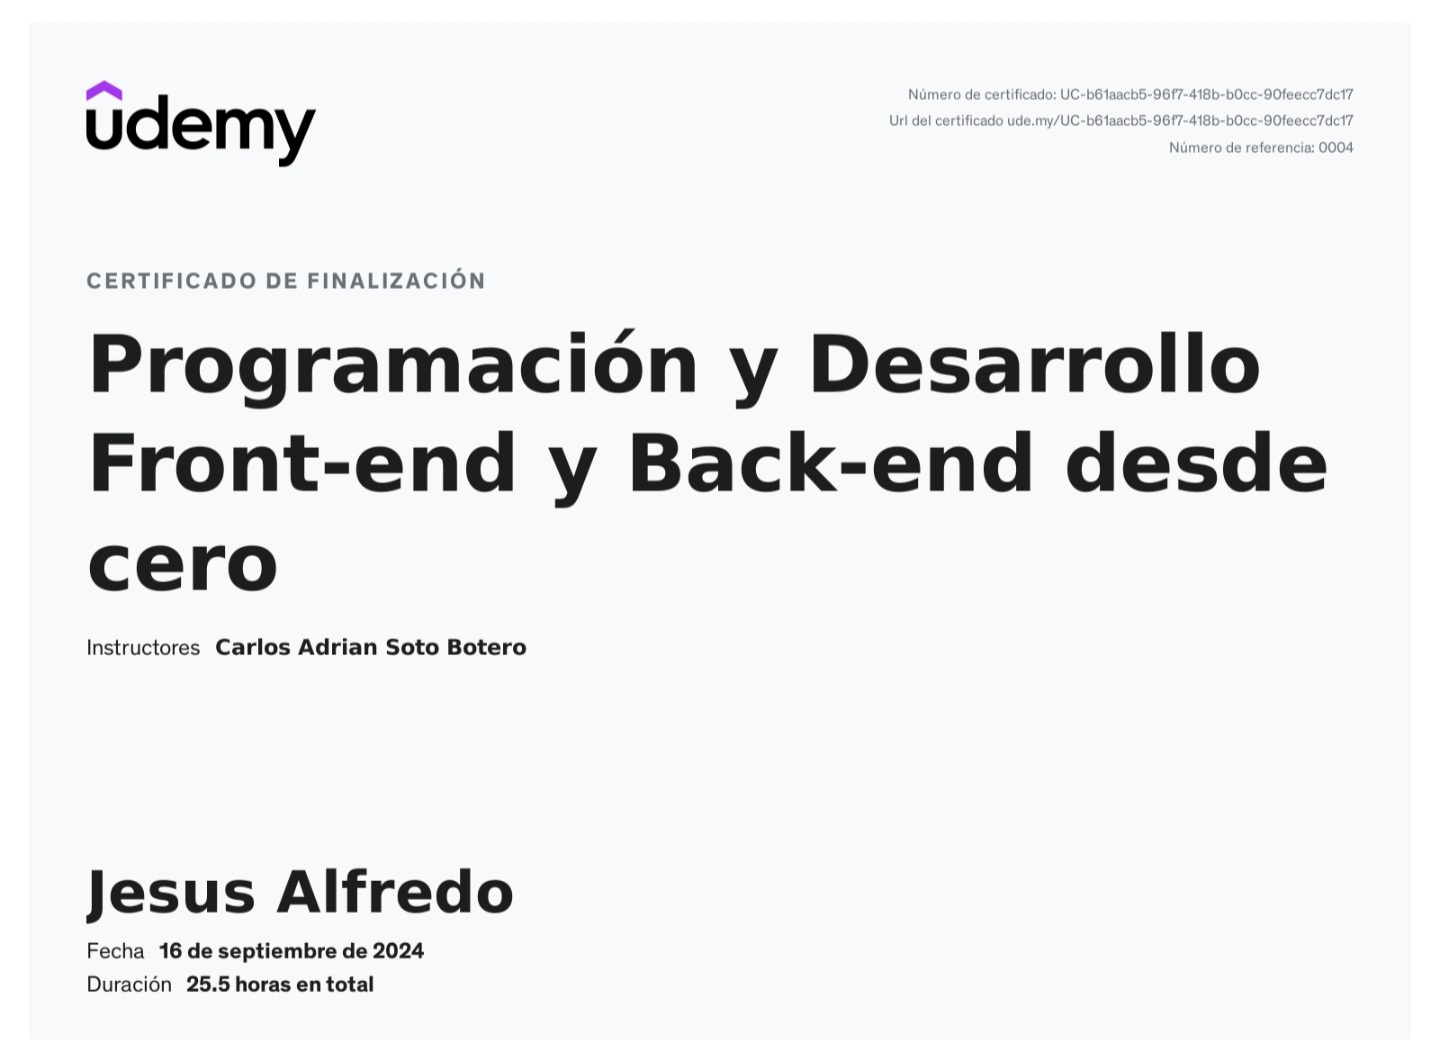 udemy
Número de certificado: UC-b61aacb5-96f7-418b-b0cc-90feecc7dc17
Url del certificado ude.my/UC-b61aacb5-96f7-418b-b0cc-90feecc7dc17
Número de referencia: 0004
CERTIFICADO DE FINALIZACIÓN
Programación y Desarrollo
Front-end y Back-end desde
cero
Instructores Carlos Adrian Soto Botero
Jesus Alfredo
Fecha 16 de septiembre de 2024
Duración 25.5 horas en total